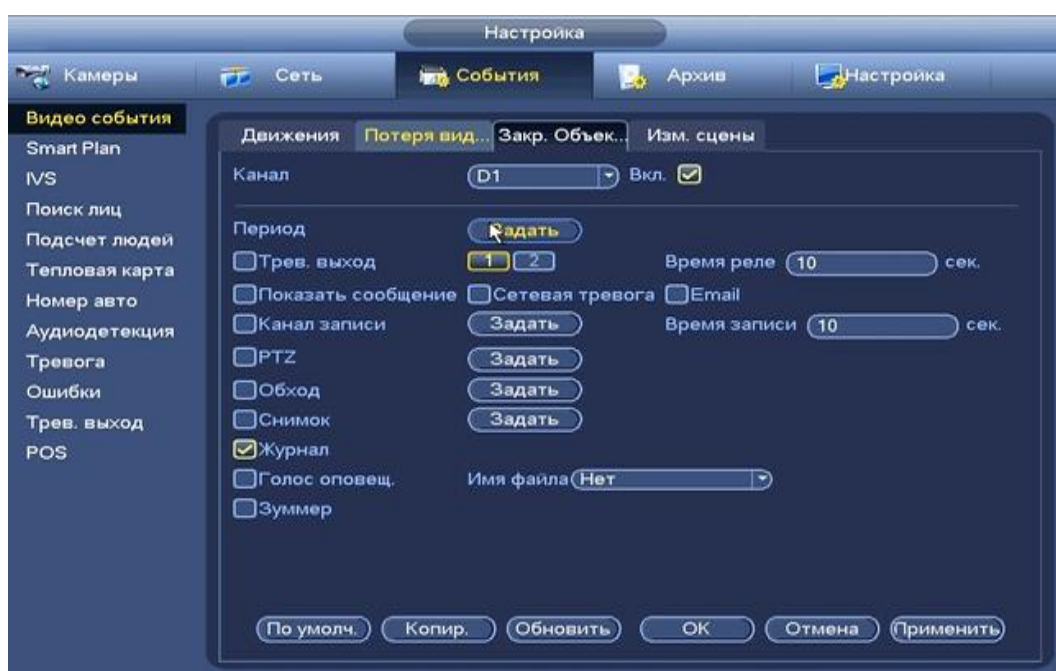 Настройка
Камеры Сеть События Архив Настройка
Видео события
Smart Plan
IVS
Поиск лиц
Подсчет людей
Тепловая карта
Номер авто
Аудиодетекция
Тревога
Ошибки
Трев. выход
POS
Движения Потеря вид... Закр. Объек... Изм. сцены
Канал D1 Вкл.
Период Задать
Трев. выход 1 2 Время реле 10 сек.
Показать сообщение Сетевая тревога Email
Канал записи Задать Время записи 10 сек.
PTZ Задать
Обход Задать
Снимок Задать
Журнал
Голос оповещ. Имя файла Нет
Зуммер
По умолч. Копир. Обновить OK Отмена Применить